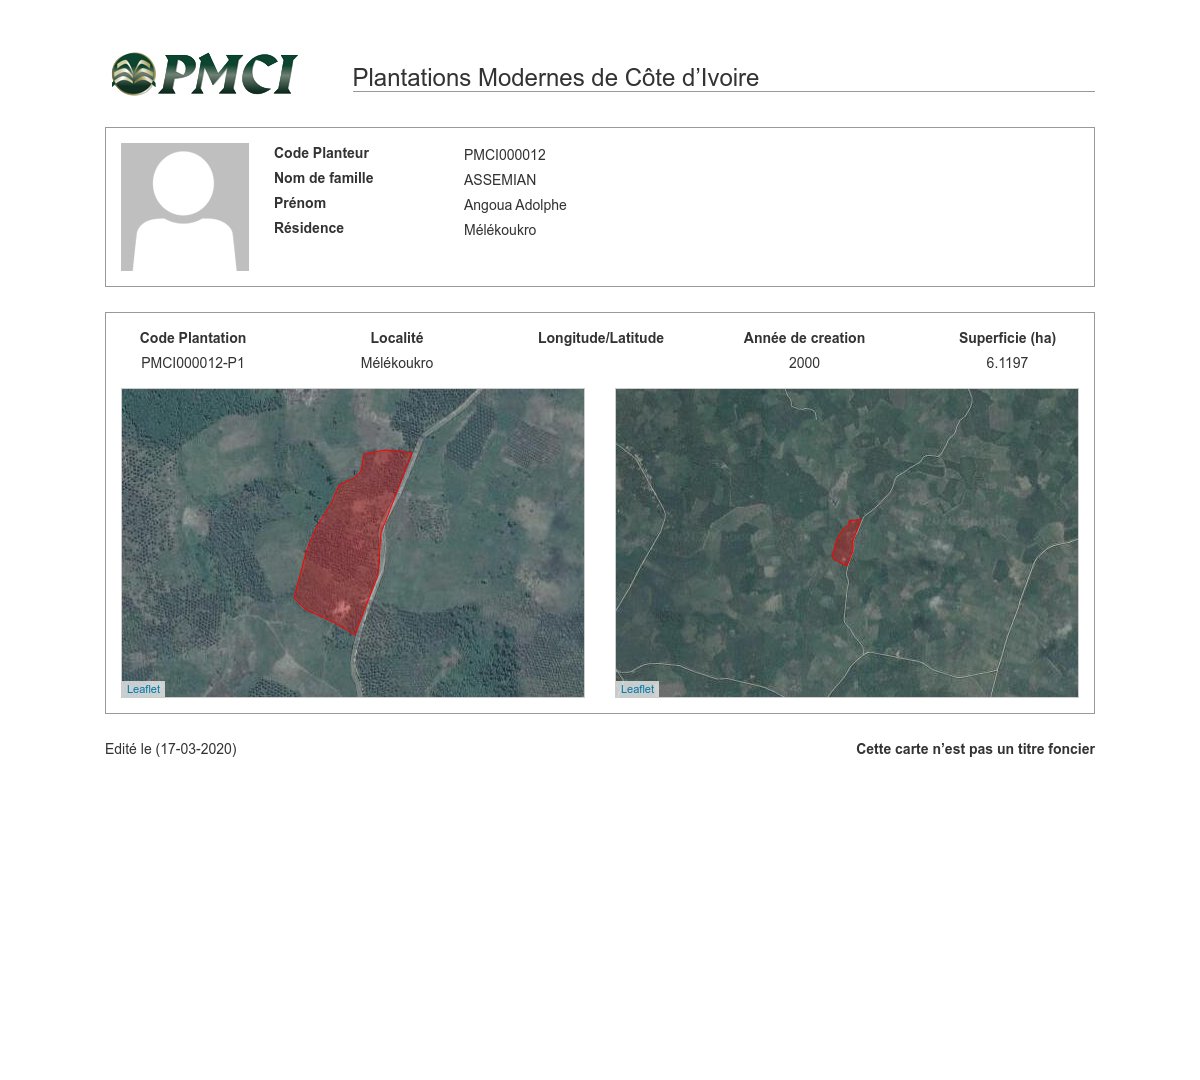 PMCI
Plantations Modernes de Côte d’Ivoire
Code Planteur PMCI000012
Nom de famille ASSEMIAN
Prénom Angoua Adolphe
Résidence Mélékoukro
Code Plantation Localité Longitude/Latitude Année de creation Superficie (ha)
PMCI000012-P1 Mélékoukro 2000 6.1197
Leaflet Leaflet
Edité le (17-03-2020) Cette carte n’est pas un titre foncier